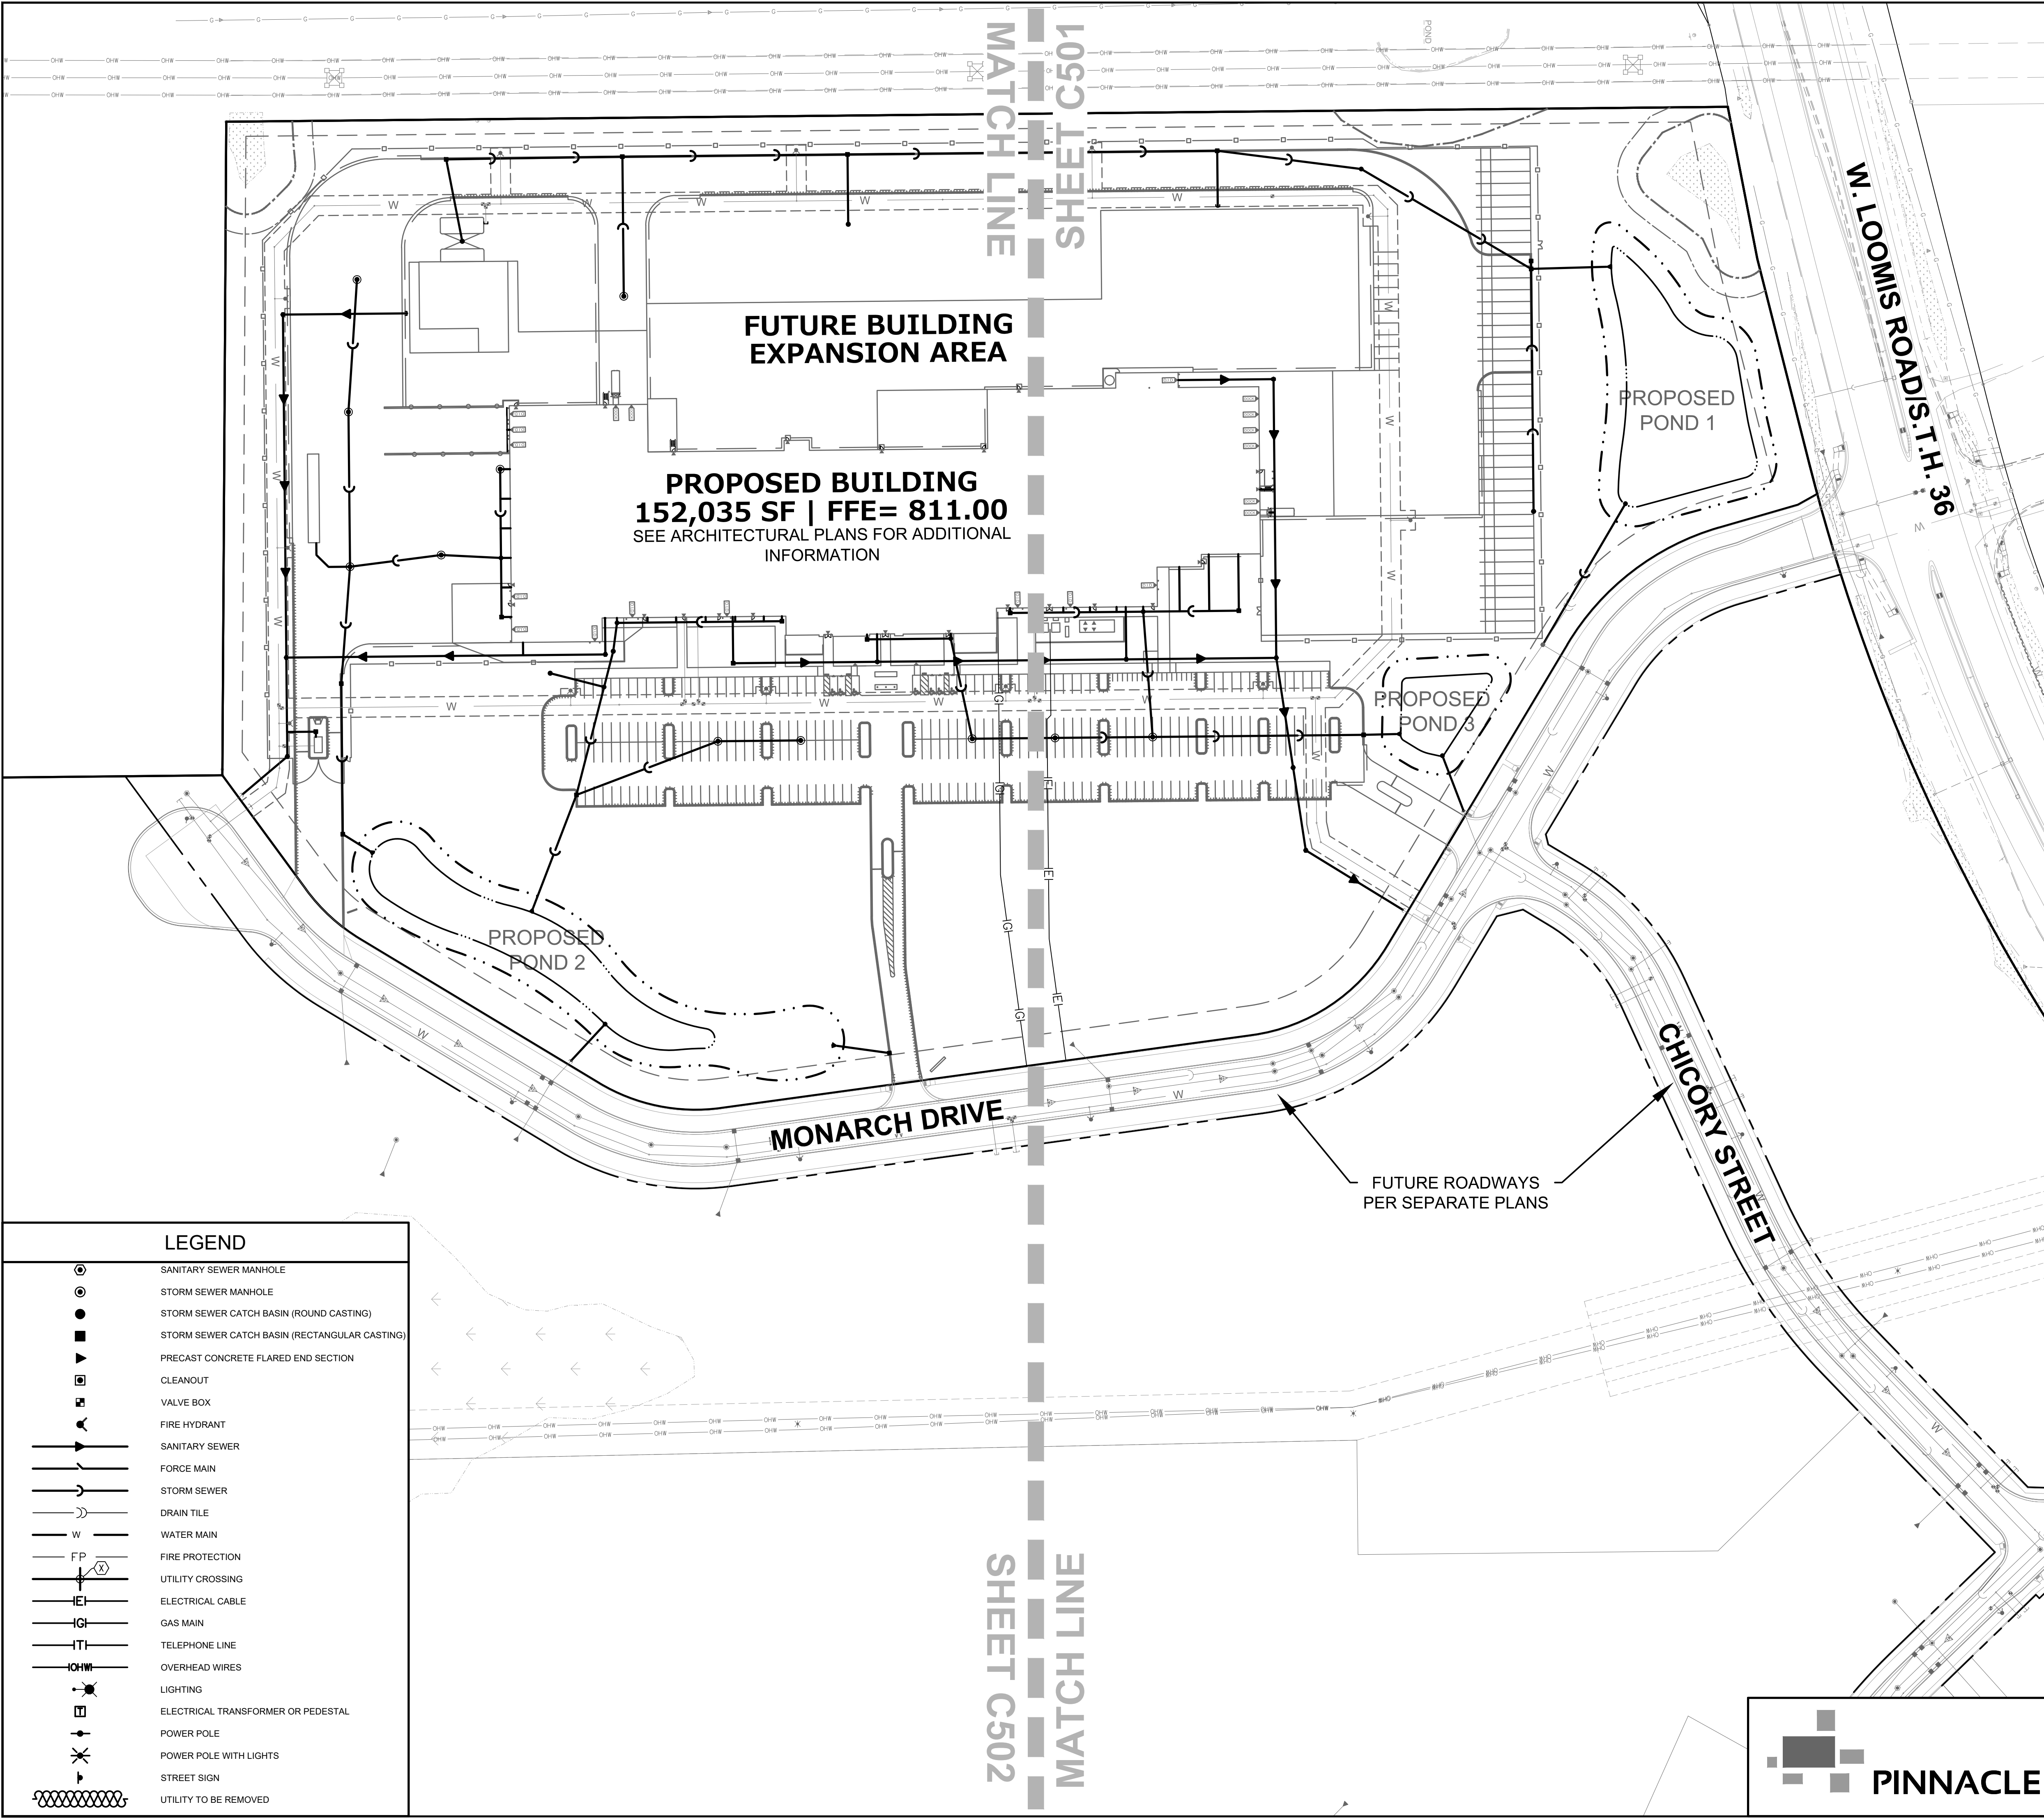 MATCH LINE
SHEET C501
POND
W. LOOMIS ROAD/S.T.H. 36
FUTURE BUILDING
EXPANSION AREA
PROPOSED BUILDING
152,035 SF | FFE= 811.00
SEE ARCHITECTURAL PLANS FOR ADDITIONAL
INFORMATION
PROPOSED
POND 1
PROPOSED
POND 3
PROPOSED
POND 2
MONARCH DRIVE
CHICORY STREET
FUTURE ROADWAYS
PER SEPARATE PLANS
SHEET C502
MATCH LINE
LEGEND
SANITARY SEWER MANHOLE
STORM SEWER MANHOLE
STORM SEWER CATCH BASIN (ROUND CASTING)
STORM SEWER CATCH BASIN (RECTANGULAR CASTING)
PRECAST CONCRETE FLARED END SECTION
CLEANOUT
VALVE BOX
FIRE HYDRANT
SANITARY SEWER
FORCE MAIN
STORM SEWER
DRAIN TILE
W WATER MAIN
FP FIRE PROTECTION
X UTILITY CROSSING
E ELECTRICAL CABLE
G GAS MAIN
T TELEPHONE LINE
OHW OVERHEAD WIRES
LIGHTING
T ELECTRICAL TRANSFORMER OR PEDESTAL
POWER POLE
POWER POLE WITH LIGHTS
STREET SIGN
UTILITY TO BE REMOVED
PINNACLE